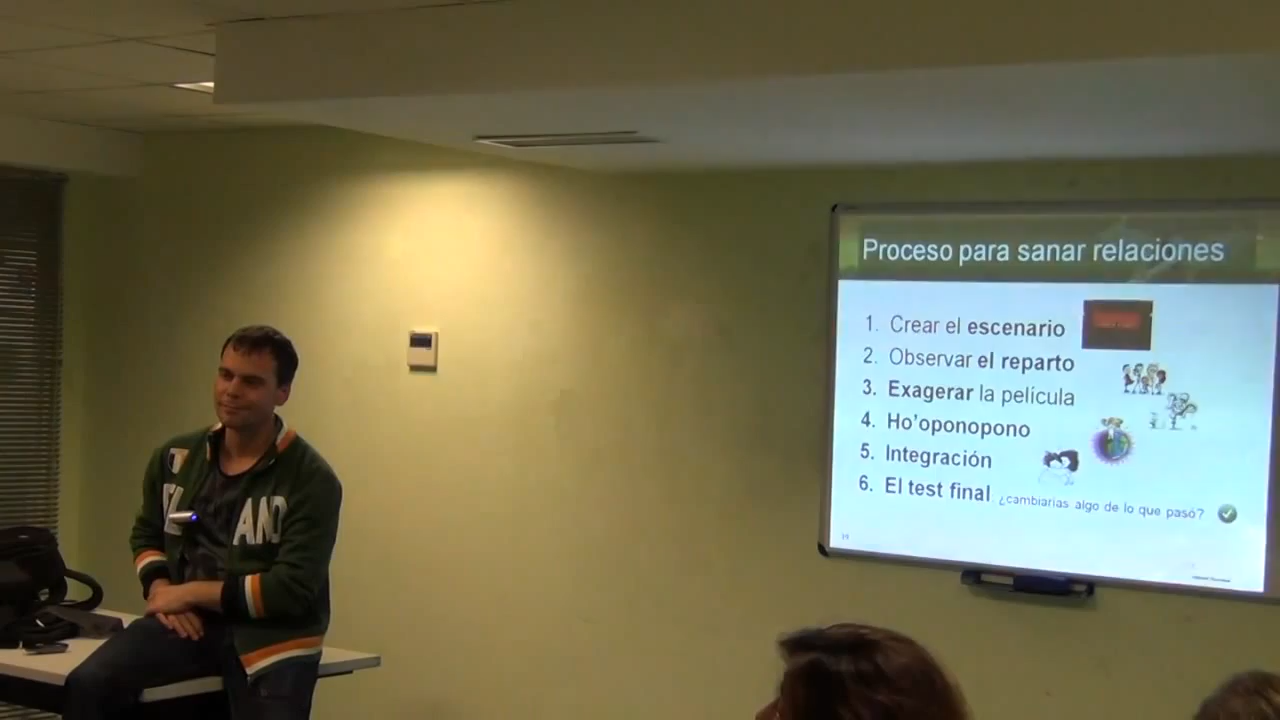 Proceso para sanar relaciones
1. Crear el escenario
2. Observar el reparto
3. Exagerar la película
4. Ho'oponopono
5. Integración
6. El test final ¿cambiarías algo de lo que pasó?